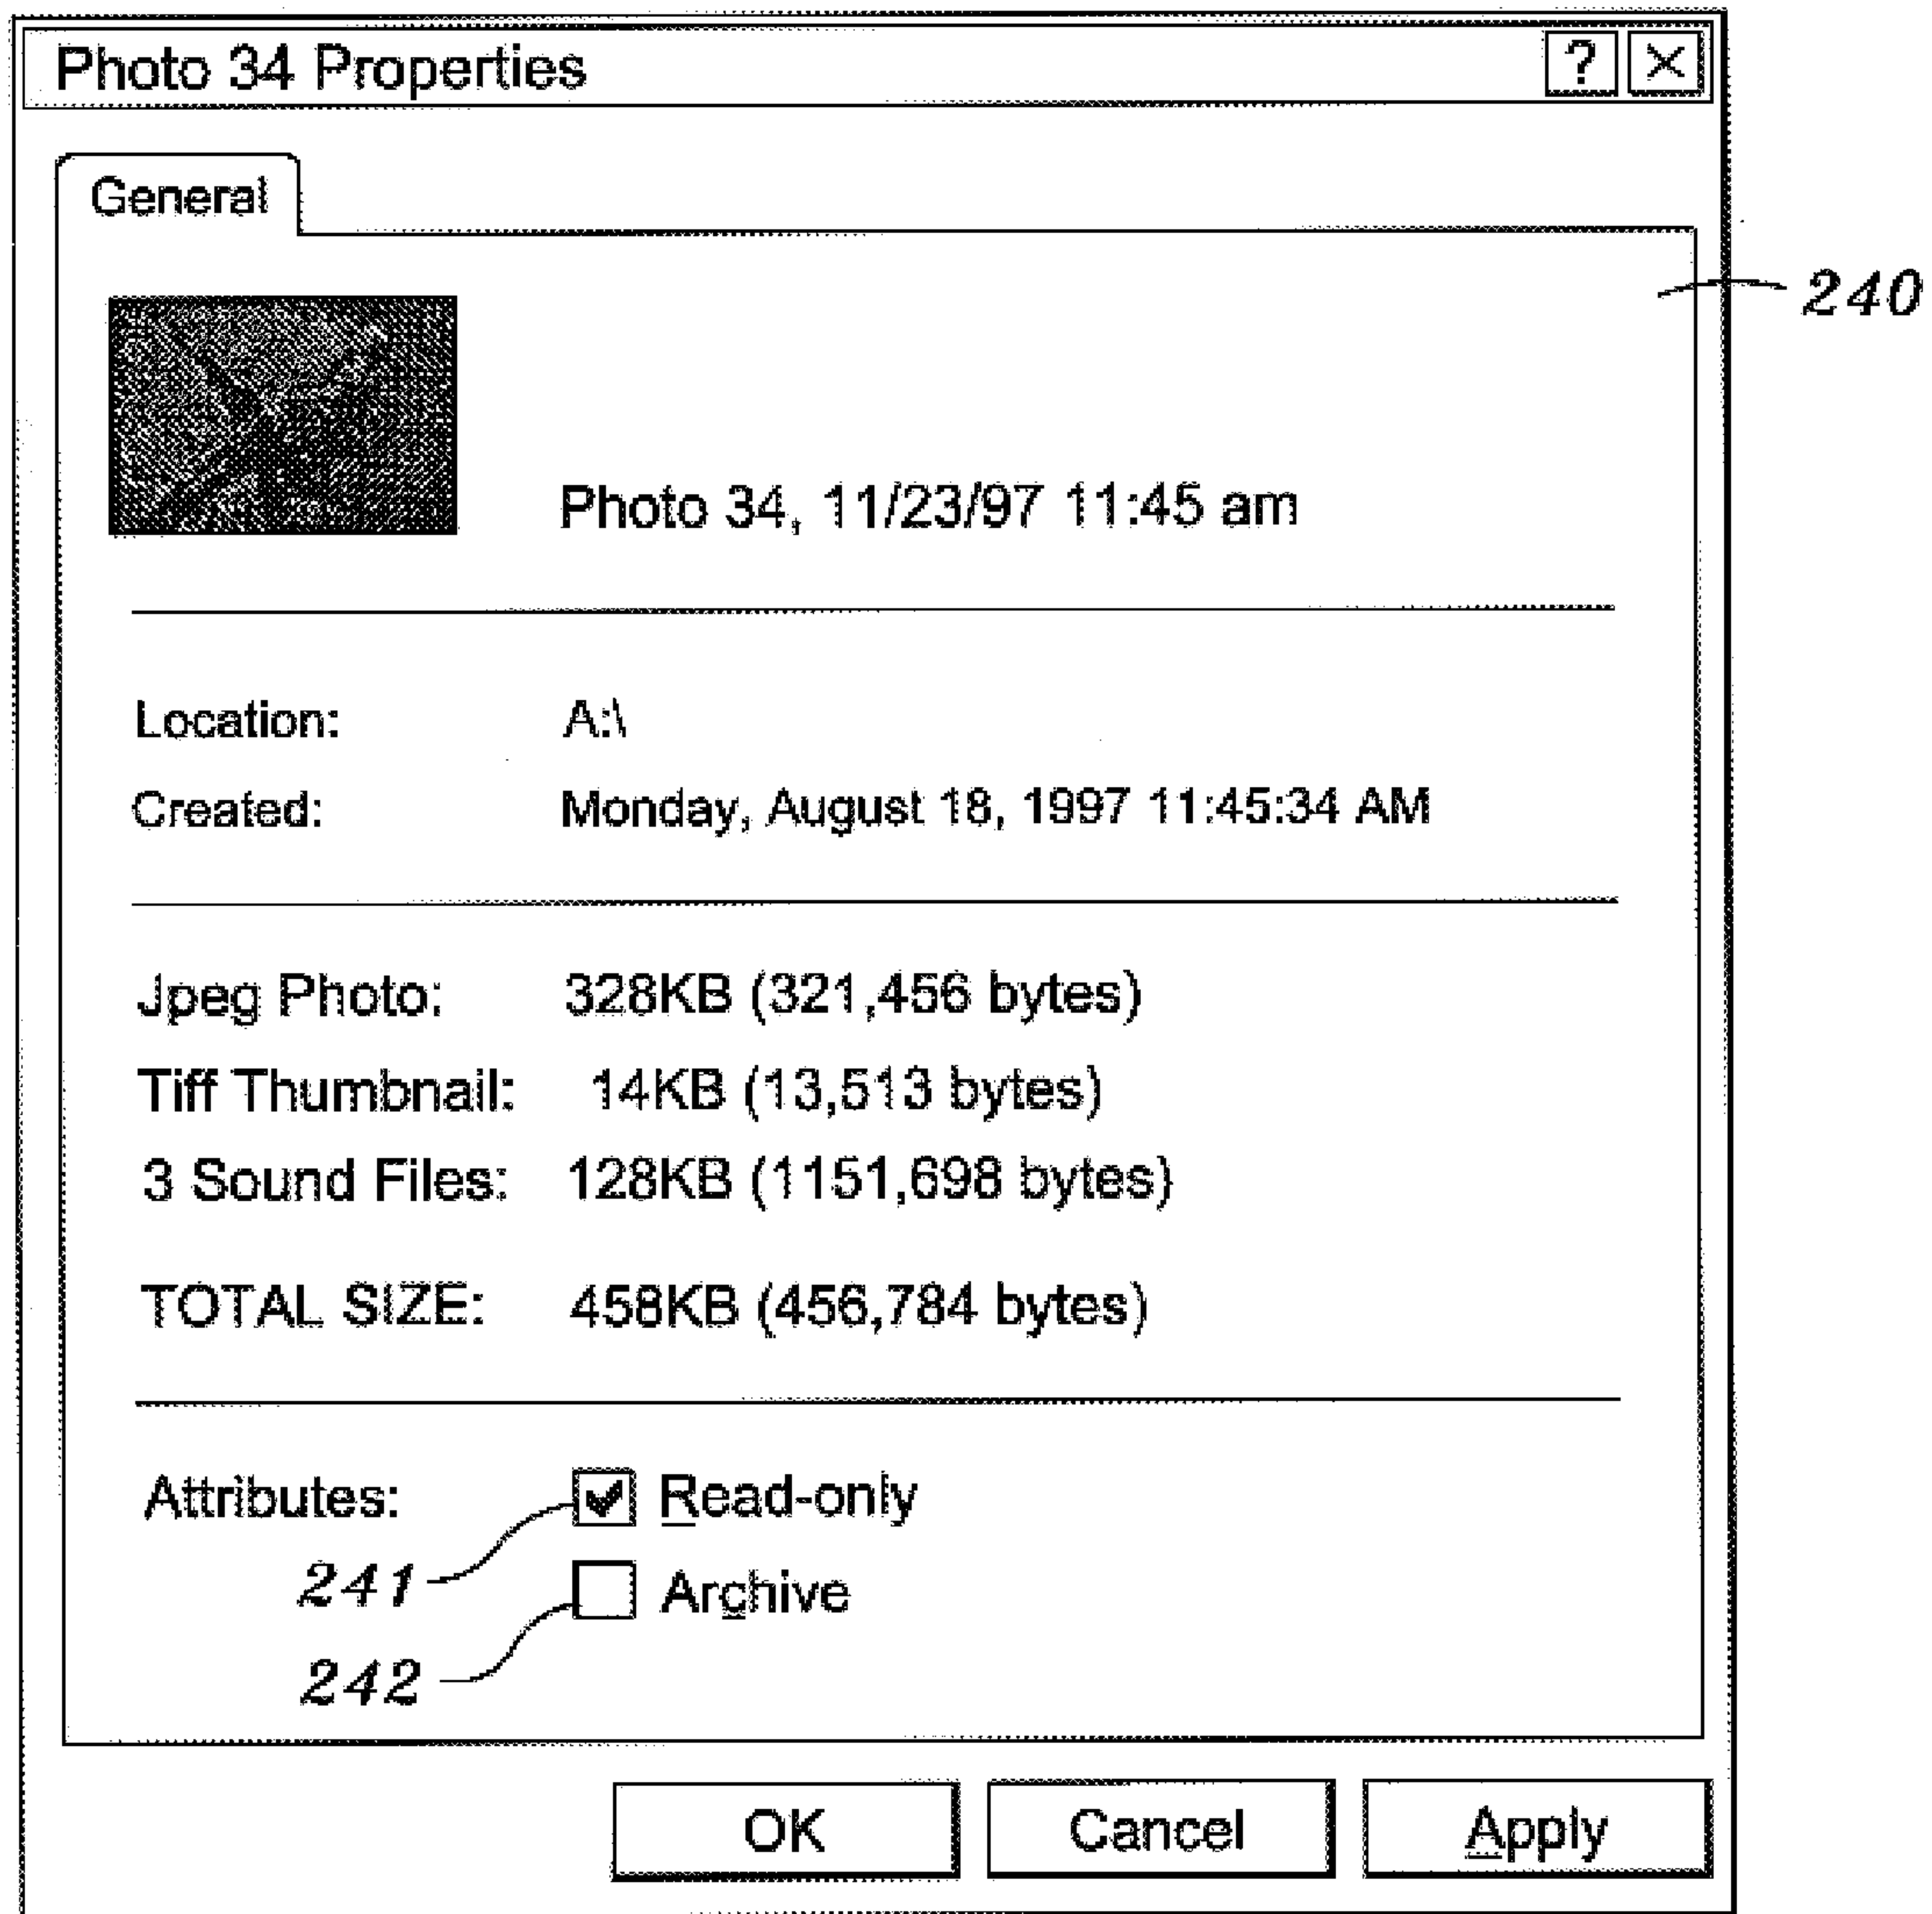 Photo 34 Properties ? X
General
240
Photo 34, 11/23/97 11:45 am
Location: A:\
Created: Monday, August 18, 1997 11:45:34 AM
Jpeg Photo: 328KB (321,456 bytes)
Tiff Thumbnail: 14KB (13,513 bytes)
3 Sound Files: 128KB (1151,698 bytes)
TOTAL SIZE: 458KB (456,784 bytes)
Attributes: Read-only
241 Archive
242
OK Cancel Apply